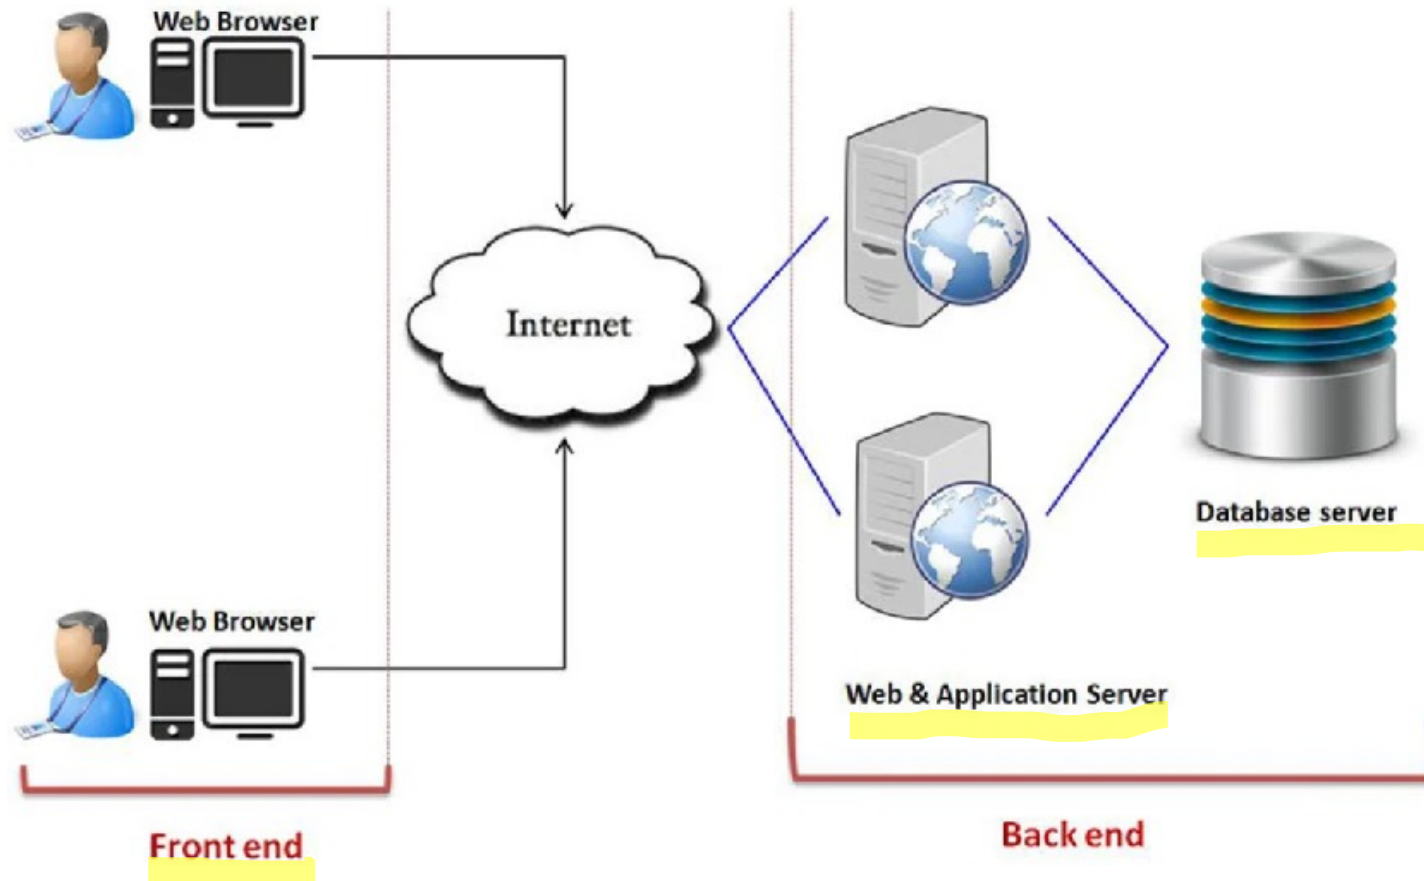 Web Browser
Internet
Database server
Web Browser
Web & Application Server
Front end
Back end